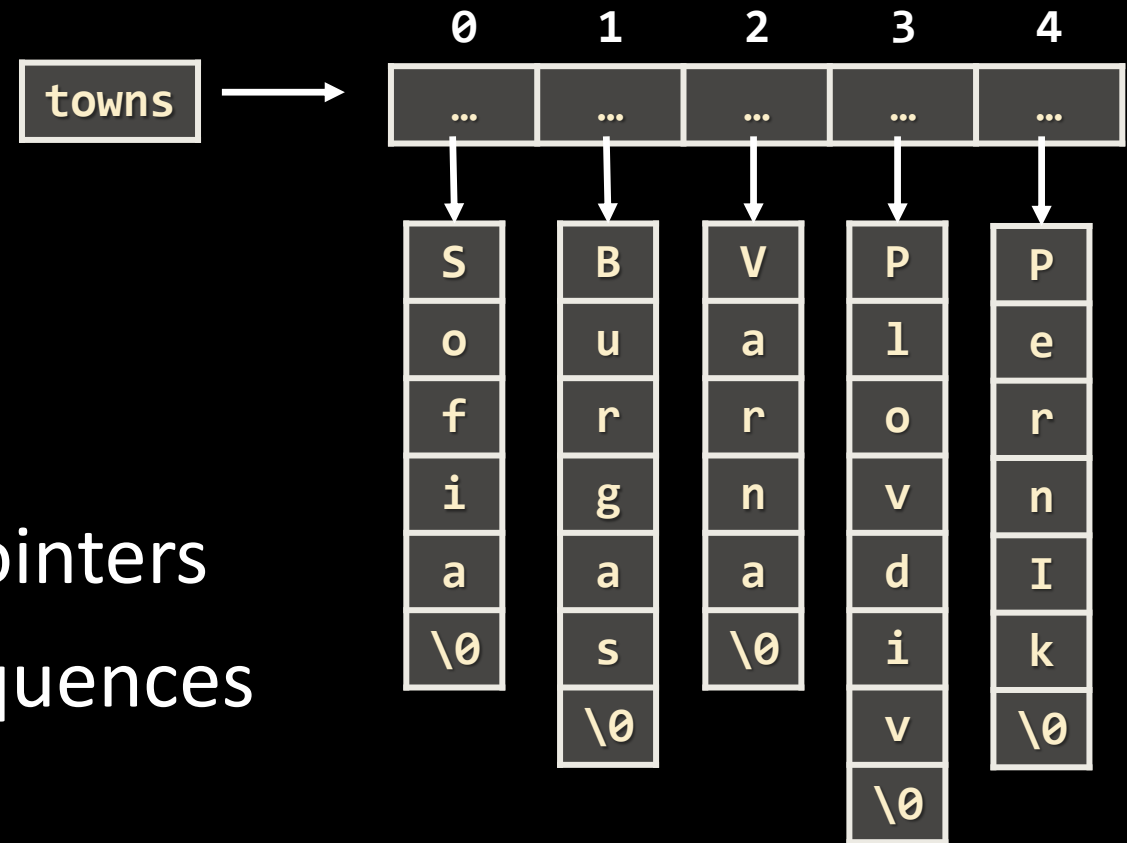 0 1 2 3 4
towns … … … … …
S B V P P
o u a l e
f r r o r
i g n v n
a a a d I
\0 s \0 i k
\0 v \0
\0
ointers
quences